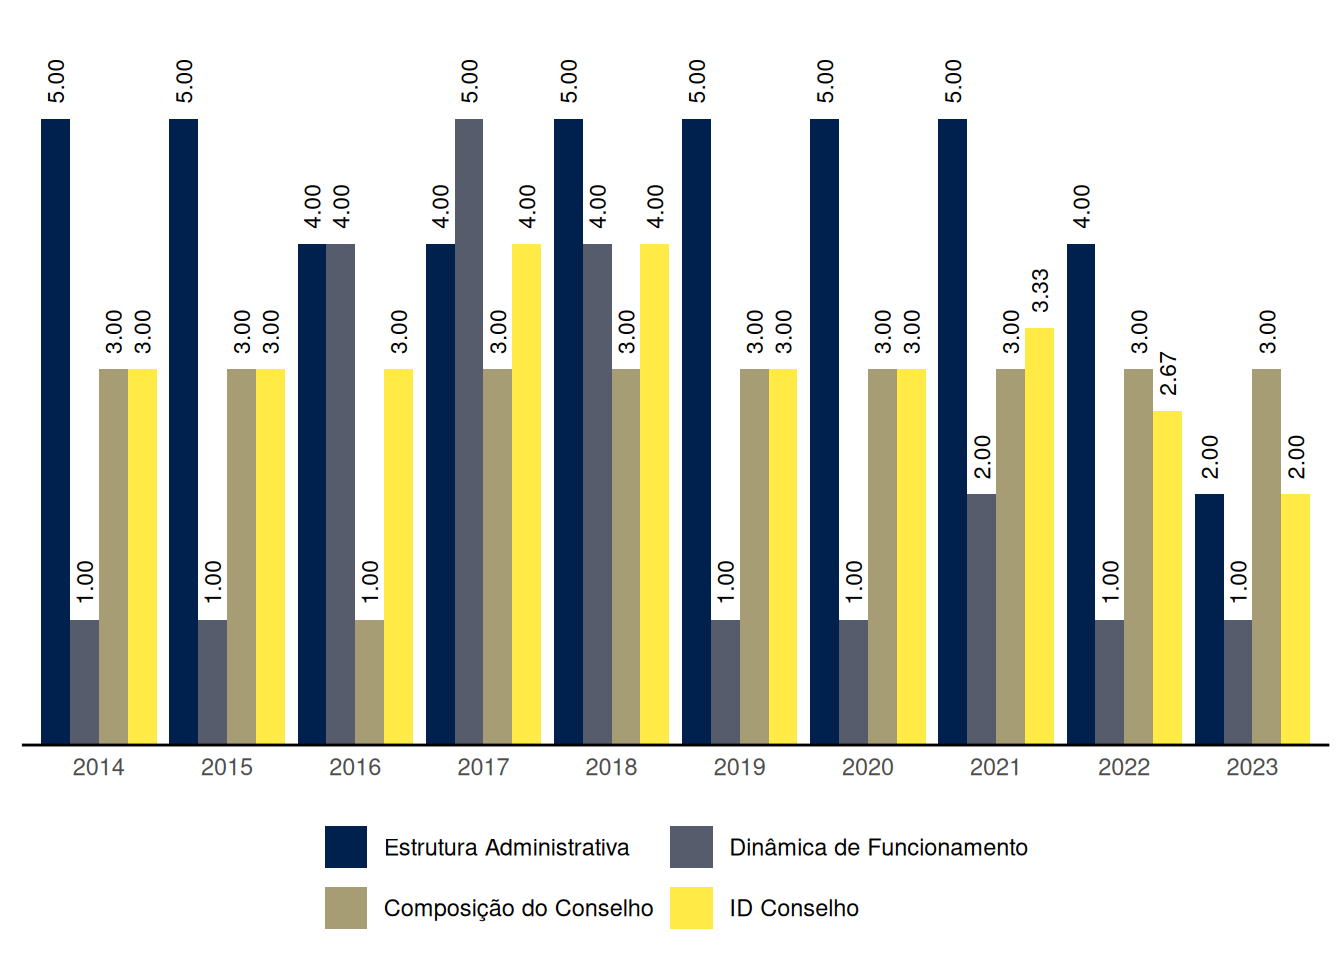 5.00 1.00 3.00 3.00
5.00 1.00 3.00 3.00
4.00 4.00 1.00 3.00
4.00 5.00 3.00 4.00
5.00 4.00 3.00 4.00
5.00 1.00 3.00 3.00
5.00 1.00 3.00 3.00
5.00 2.00 3.00 3.33
4.00 1.00 3.00 2.67
2.00 1.00 3.00 2.00
2014 2015 2016 2017 2018 2019 2020 2021 2022 2023
Estrutura Administrativa Dinâmica de Funcionamento
Composição do Conselho ID Conselho